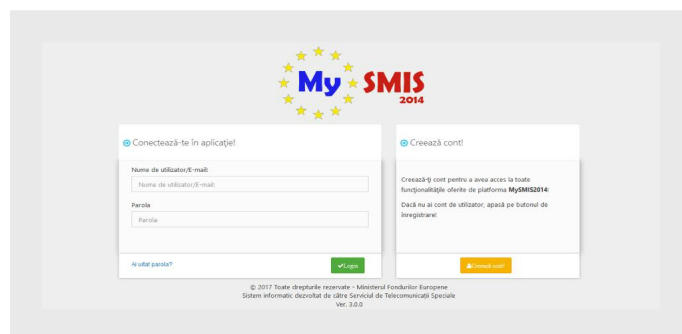 My SMIS
2014
Conectează-te în aplicație!
Nume de utilizator/E-mail:
Nume de utilizator/E-mail:
Parola
Parola
Ai uitat parola?
Login
Creează cont!
Creează-ți cont pentru a avea acces la toate
funcționalitățile oferite de platforma MySMIS2014!
Dacă nu ai cont de utilizator, apasă pe butonul de
înregistrare!
Creează cont!
© 2017 Toate drepturile rezervate - Ministerul Fondurilor Europene
Sistem informatic dezvoltat de către Serviciul de Telecomunicații Speciale
Ver. 3.0.0